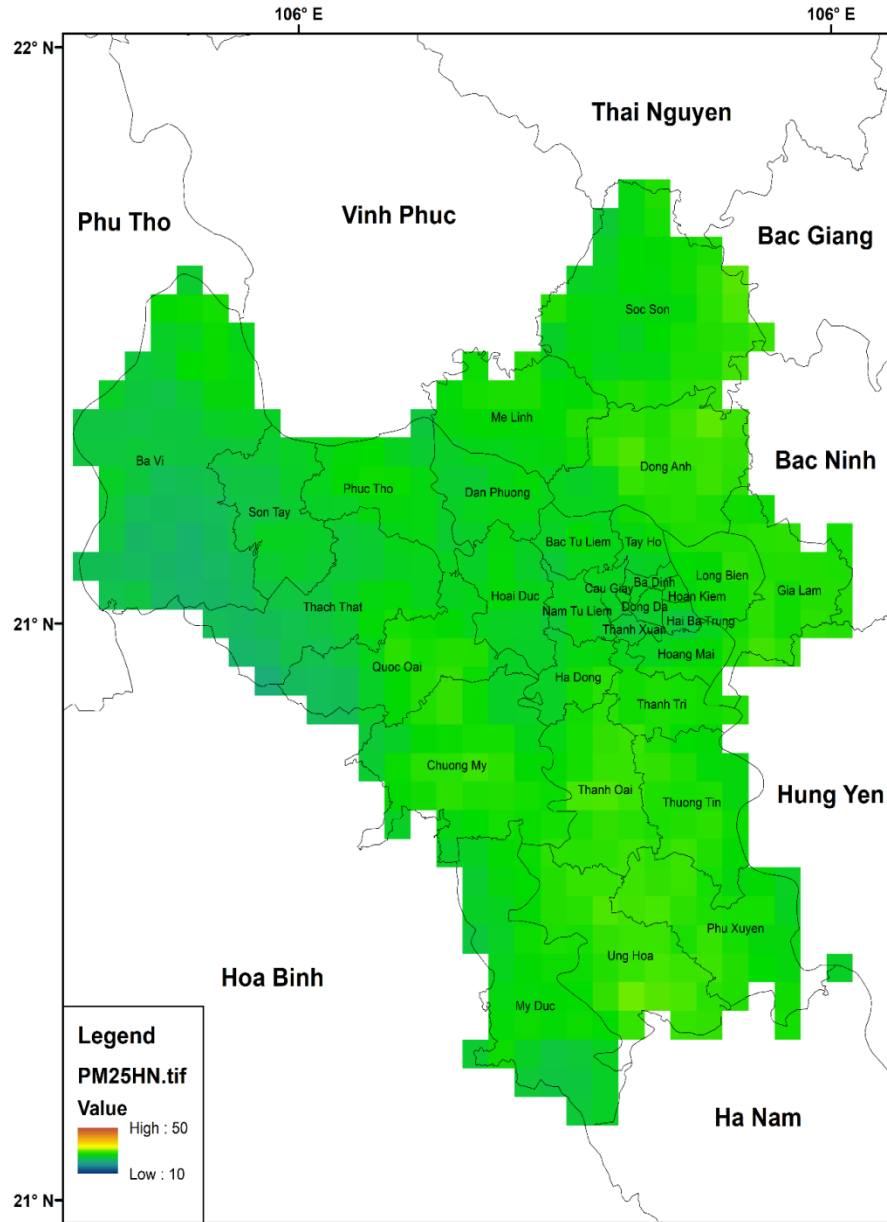 106° E 106° E
22° N
Thai Nguyen
Phu Tho
Vinh Phuc
Bac Giang
Soc Son
Me Linh
Bac Ninh
Ba Vi
Dong Anh
Phuc Tho
Dan Phuong
Son Tay
Bac Tu Liem Tay Ho
Long Bien
Ba Dinh
Cau Giay
Hoai Duc
Hoan Kiem
Gia Lam
Thach That
Nam Tu Liem
Dong Da
21° N
Hai Ba Trung
Thanh Xuan
Hoang Mai
Quoc Oai
Ha Dong
Thanh Tri
Chuong My
Thanh Oai
Thuong Tin
Hung Yen
Phu Xuyen
Ung Hoa
Hoa Binh
My Duc
Legend
PM25HN.tif
Value
High : 50
Low : 10
Ha Nam
21° N